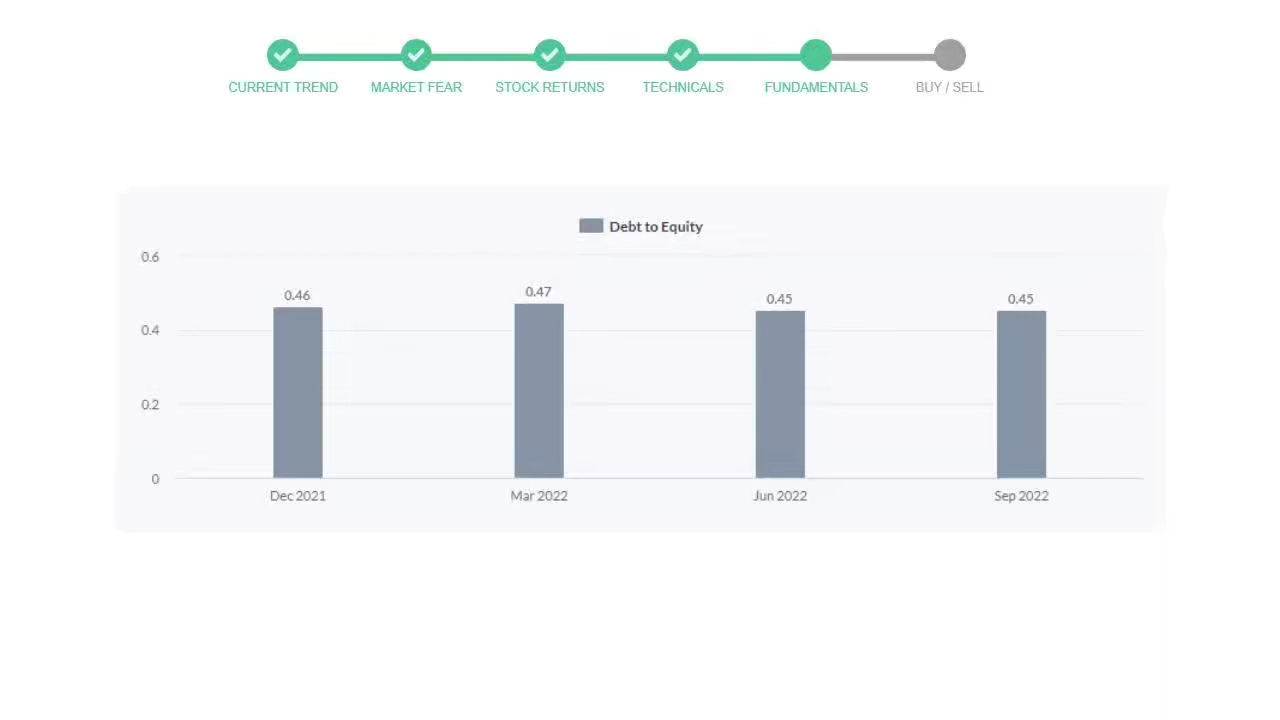 CURRENT TREND MARKET FEAR STOCK RETURNS TECHNICALS FUNDAMENTALS BUY / SELL
Debt to Equity
0.6
0.46 0.47 0.45 0.45
0.4
0.2
0
Dec 2021 Mar 2022 Jun 2022 Sep 2022